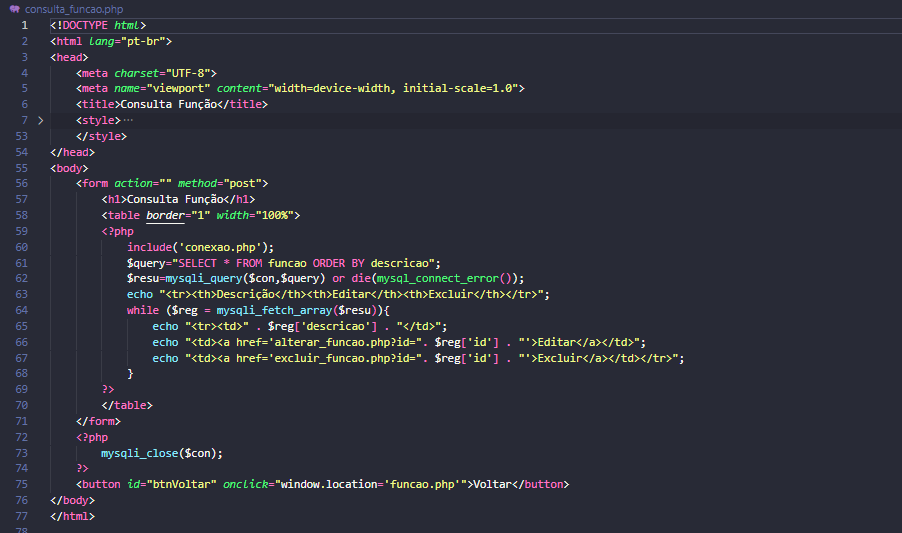 consulta_funcao.php
1 <!DOCTYPE html>
2 <html lang="pt-br">
3 <head>
4 <meta charset="UTF-8">
5 <meta name="viewport" content="width=device-width, initial-scale=1.0">
6 <title>Consulta Função</title>
7 <style>…
53 </style>
54 </head>
55 <body>
56 <form action="" method="post">
57 <h1>Consulta Função</h1>
58 <table border="1" width="100%">
59 <?php
60 include('conexao.php');
61 $query="SELECT * FROM funcao ORDER BY descricao";
62 $resu=mysqli_query($con,$query) or die(mysql_connect_error());
63 echo "<tr><th>Descrição</th><th>Editar</th><th>Excluir</th></tr>";
64 while ($reg = mysqli_fetch_array($resu)){
65 echo "<tr><td>" . $reg['descricao'] . "</td>";
66 echo "<td><a href='alterar_funcao.php?id=". $reg['id'] . "'>Editar</a></td>";
67 echo "<td><a href='excluir_funcao.php?id=". $reg['id'] . "'>Excluir</a></td></tr>";
68 }
69 ?>
70 </table>
71 </form>
72 <?php
73 mysqli_close($con);
74 ?>
75 <button id="btnVoltar" onclick="window.location='funcao.php'">Voltar</button>
76 </body>
77 </html>
78